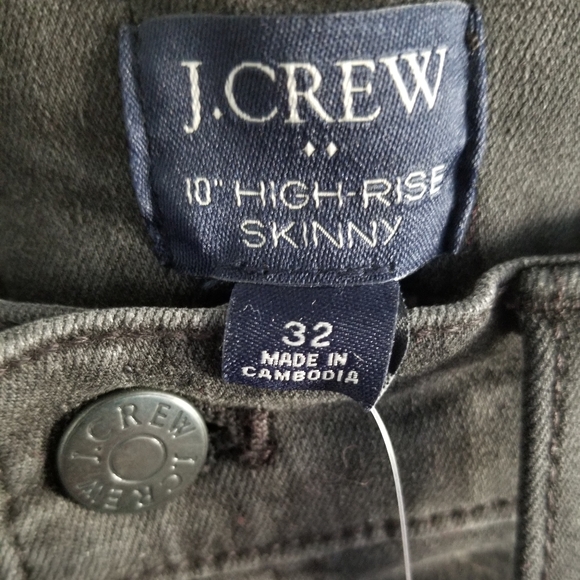 J.CREW
10" HIGH-RISE
SKINNY
32
MADE IN
CAMBODIA
J.CREW J.CREW